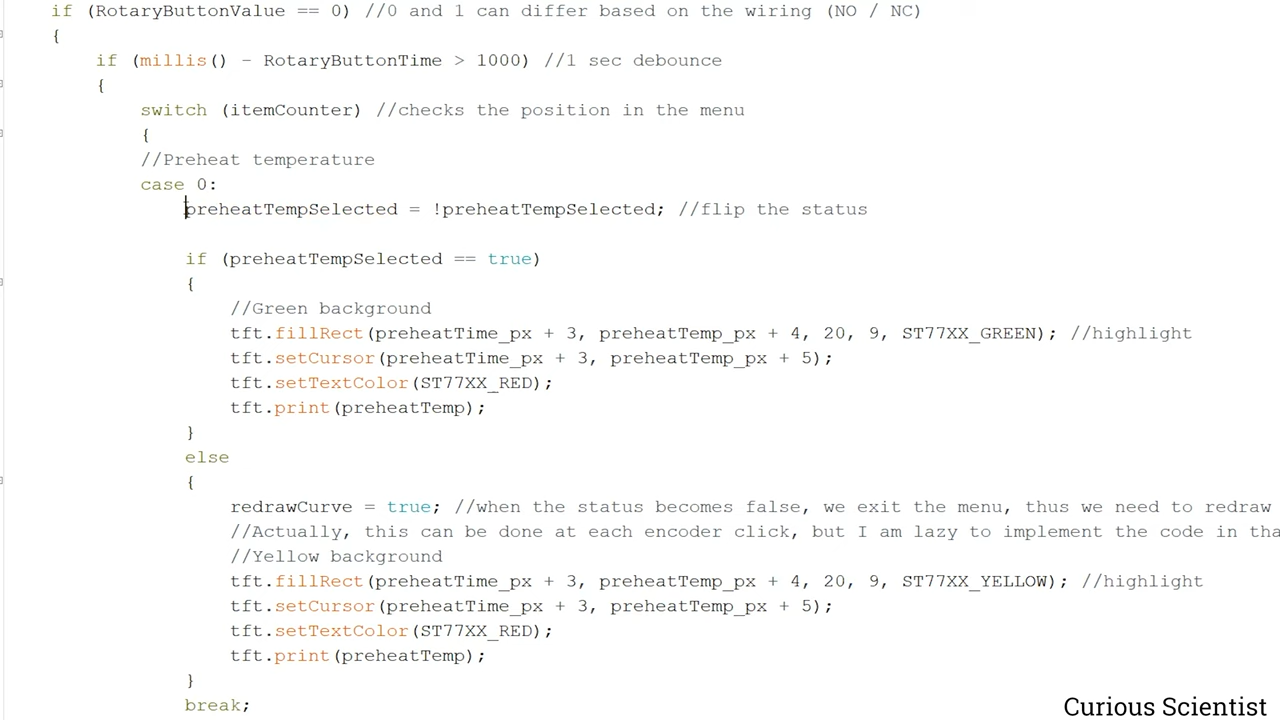 if (RotaryButtonValue == 0) //0 and 1 can differ based on the wiring (NO / NC)
{
if (millis() - RotaryButtonTime > 1000) //1 sec debounce
{
switch (itemCounter) //checks the position in the menu
{
//Preheat temperature
case 0:
preheatTempSelected = !preheatTempSelected; //flip the status
if (preheatTempSelected == true)
{
//Green background
tft.fillRect(preheatTime_px + 3, preheatTemp_px + 4, 20, 9, ST77XX_GREEN); //highlight
tft.setCursor(preheatTime_px + 3, preheatTemp_px + 5);
tft.setTextColor(ST77XX_RED);
tft.print(preheatTemp);
}
else
{
redrawCurve = true; //when the status becomes false, we exit the menu, thus we need to redraw
//Actually, this can be done at each encoder click, but I am lazy to implement the code in tha
//Yellow background
tft.fillRect(preheatTime_px + 3, preheatTemp_px + 4, 20, 9, ST77XX_YELLOW); //highlight
tft.setCursor(preheatTime_px + 3, preheatTemp_px + 5);
tft.setTextColor(ST77XX_RED);
tft.print(preheatTemp);
}
break;
Curious Scientist